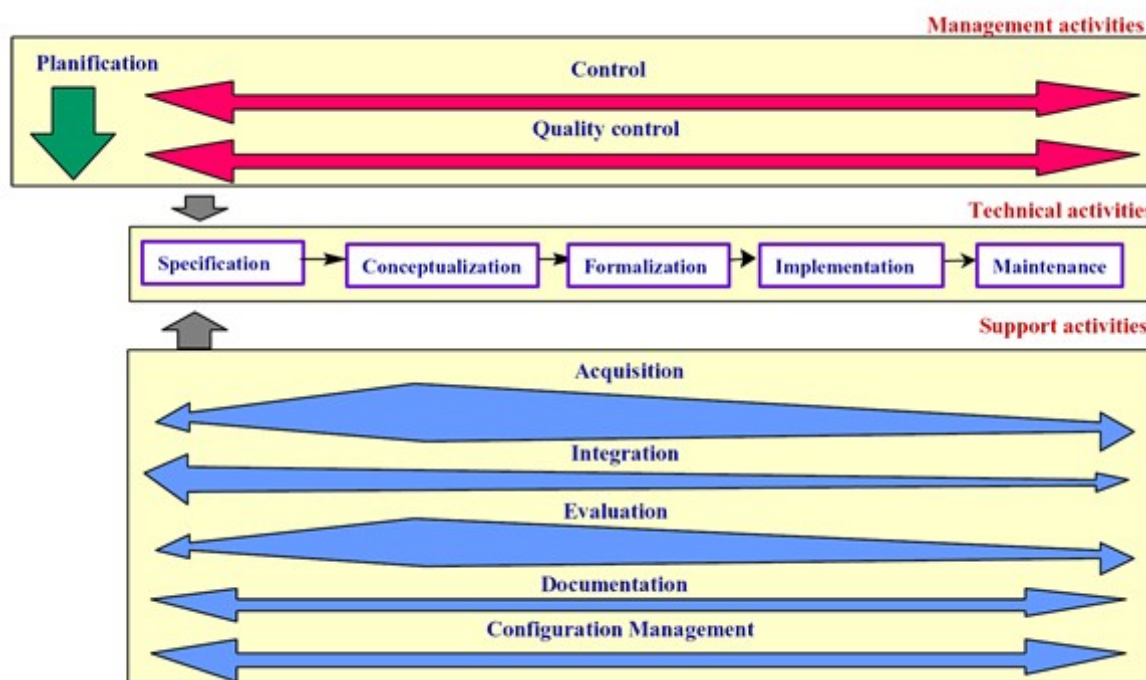 Management activities
Planification
Control
Quality control
Technical activities
Specification
Conceptualization
Formalization
Implementation
Maintenance
Support activities
Acquisition
Integration
Evaluation
Documentation
Configuration Management